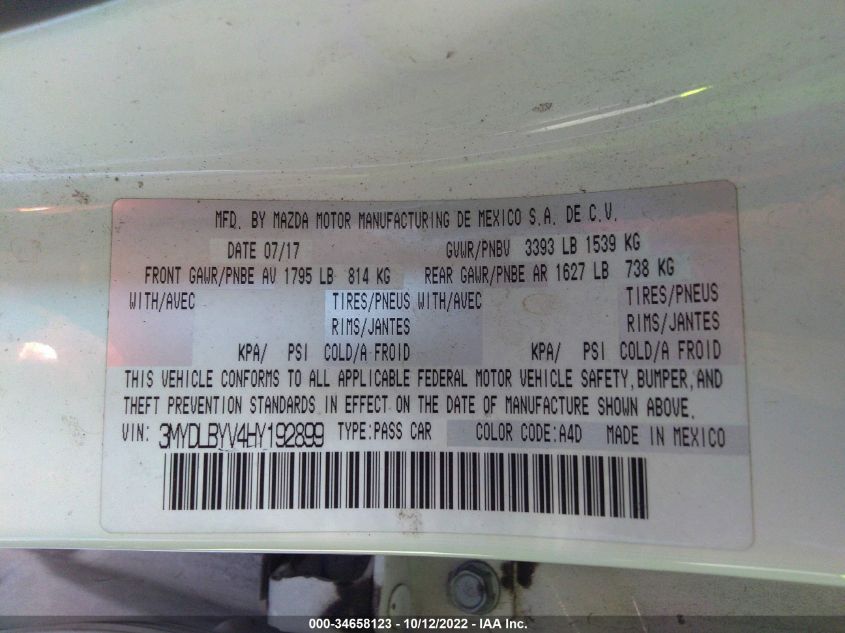 MFD. BY MAZDA MOTOR MANUFACTURING DE MEXICO S.A. DE C.V.
DATE 07/17 GVWR/PNBV 3393 LB 1539 KG
FRONT GAWR/PNBE AV 1795 LB 814 KG REAR GAWR/PNBE AR 1627 LB 738 KG
WITH/AVEC TIRES/PNEUS WITH/AVEC TIRES/PNEUS
RIMS/JANTES RIMS/JANTES
KPA/ PSI COLD/A FROID KPA/ PSI COLD/A FROID
THIS VEHICLE CONFORMS TO ALL APPLICABLE FEDERAL MOTOR VEHICLE SAFETY, BUMPER, AND
THEFT PREVENTION STANDARDS IN EFFECT ON THE DATE OF MANUFACTURE SHOWN ABOVE.
VIN: 3MYDLBYV4HY192899 TYPE:PASS CAR COLOR CODE:A4D MADE IN MEXICO
000-34658123 - 10/12/2022 - IAA Inc.